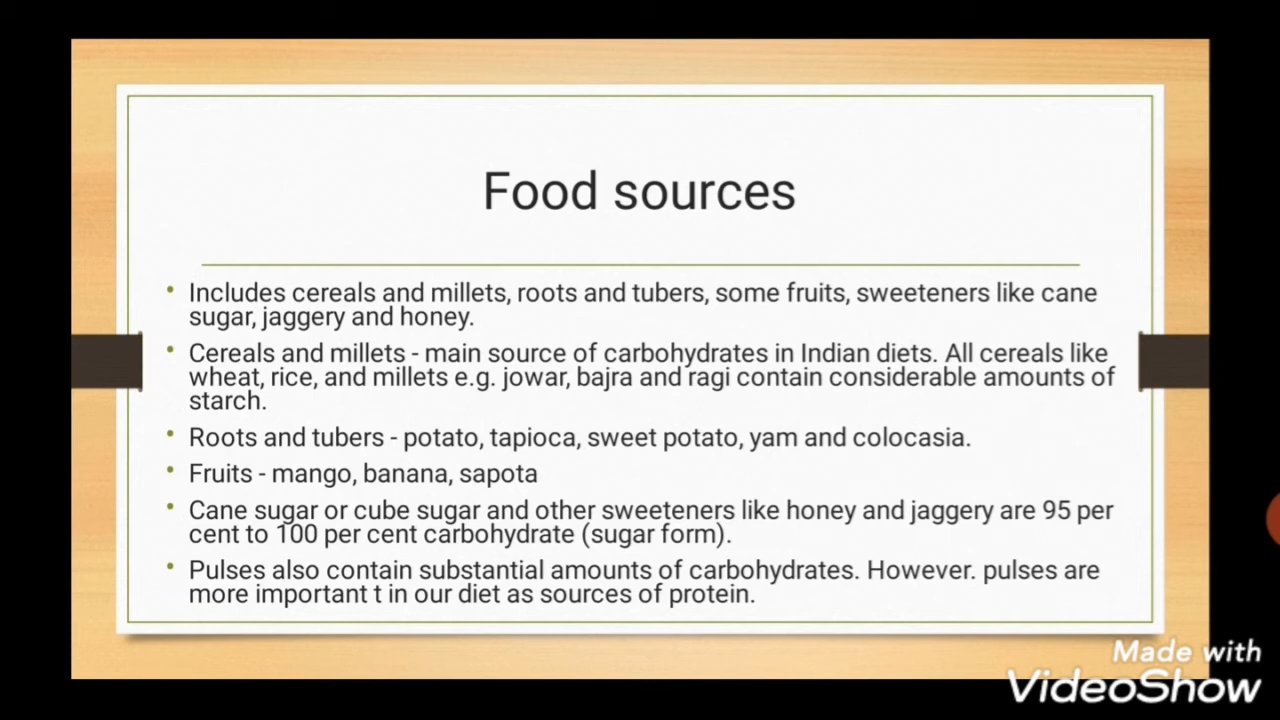 Food sources
• Includes cereals and millets, roots and tubers, some fruits, sweeteners like cane
sugar, jaggery and honey.
• Cereals and millets - main source of carbohydrates in Indian diets. All cereals like
wheat, rice, and millets e.g. jowar, bajra and ragi contain considerable amounts of
starch.
• Roots and tubers - potato, tapioca, sweet potato, yam and colocasia.
• Fruits - mango, banana, sapota
• Cane sugar or cube sugar and other sweeteners like honey and jaggery are 95 per
cent to 100 per cent carbohydrate (sugar form).
• Pulses also contain substantial amounts of carbohydrates. However. pulses are
more important t in our diet as sources of protein.
Made with
VideoShow